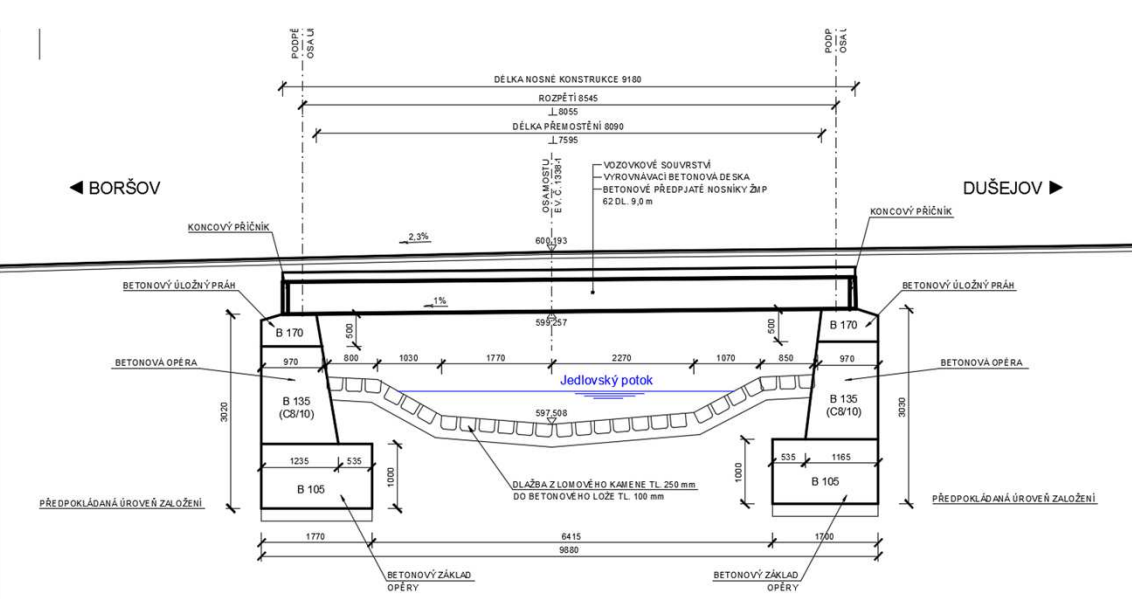 PODPĚ
OSA U
PODP
OSA U
DÉLKA NOSNÉ KONSTRUKCE 9180
ROZPĚTÍ 8545
⊥8055
DÉLKA PŘEMOSTĚNÍ 8090
⊥7595
OSA MOSTU
EV. Č. 1338-1
VOZOVKOVÉ SOUVRSTVÍ
VYROVNÁVACÍ BETONOVÁ DESKA
BETONOVÉ PŘEDPJATÉ NOSNÍKY ŽMP
62 DL. 9,0 m
◄ BORŠOV
DUŠEJOV ►
KONCOVÝ PŘÍČNÍK
KONCOVÝ PŘÍČNÍK
2,3%
600,193
BETONOVÝ ÚLOŽNÝ PRÁH
BETONOVÝ ÚLOŽNÝ PRÁH
1%
599,257
B 170
500
500
B 170
BETONOVÁ OPĚRA
BETONOVÁ OPĚRA
970
800
1030
1770
2270
1070
850
970
Jedlovský potok
B 135
(C8/10)
B 135
(C8/10)
3020
3030
597,508
1235
535
1000
1000
535
1165
B 105
B 105
DLAŽBA Z LOMOVÉHO KAMENE TL. 250 mm
DO BETONOVÉHO LOŽE TL. 100 mm
PŘEDPOKLÁDANÁ ÚROVEŇ ZALOŽENÍ
PŘEDPOKLÁDANÁ ÚROVEŇ ZALOŽENÍ
1770
6415
1700
9880
BETONOVÝ ZÁKLAD
OPĚRY
BETONOVÝ ZÁKLAD
OPĚRY